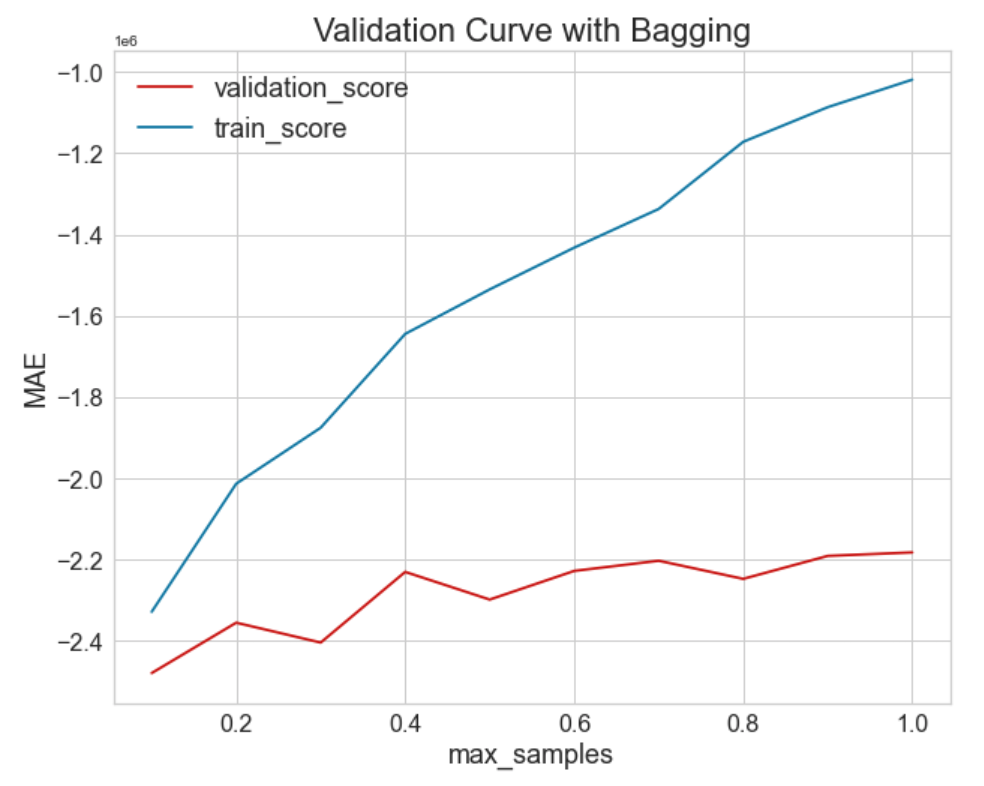 Validation Curve with Bagging
1e6
validation_score
train_score
−1.0
−1.2
−1.4
−1.6
−1.8
−2.0
−2.2
−2.4
MAE
0.2 0.4 0.6 0.8 1.0
max_samples